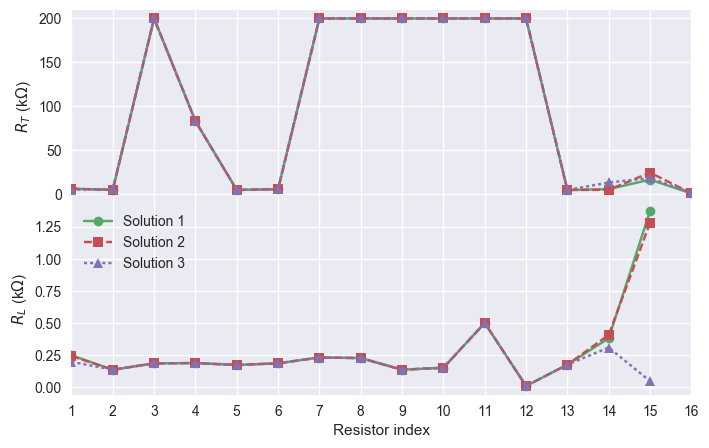 200
150
100
50
0
R_T (kΩ)
Solution 1
Solution 2
Solution 3
1.25
1.00
0.75
0.50
0.25
0.00
R_L (kΩ)
1 2 3 4 5 6 7 8 9 10 11 12 13 14 15 16
Resistor index